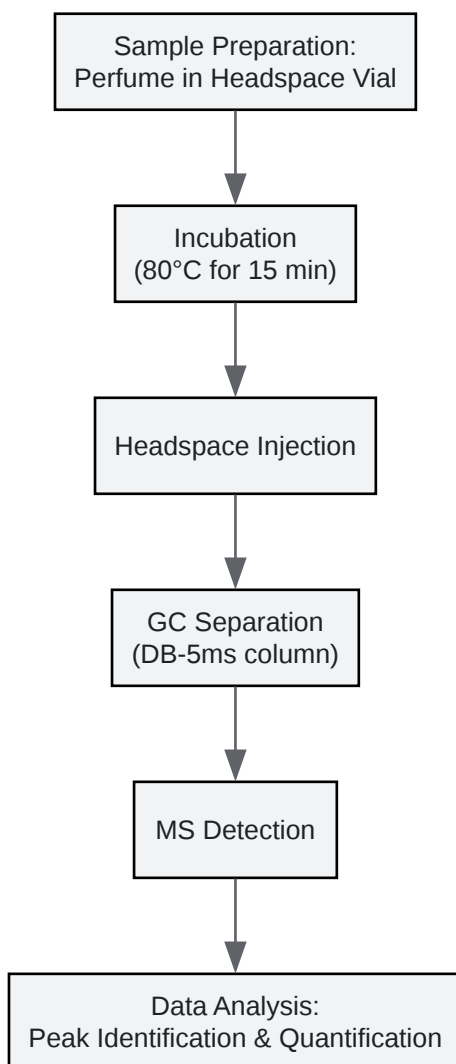 Sample Preparation:
Perfume in Headspace Vial
Incubation
(80°C for 15 min)
Headspace Injection
GC Separation
(DB-5ms column)
MS Detection
Data Analysis:
Peak Identification & Quantification